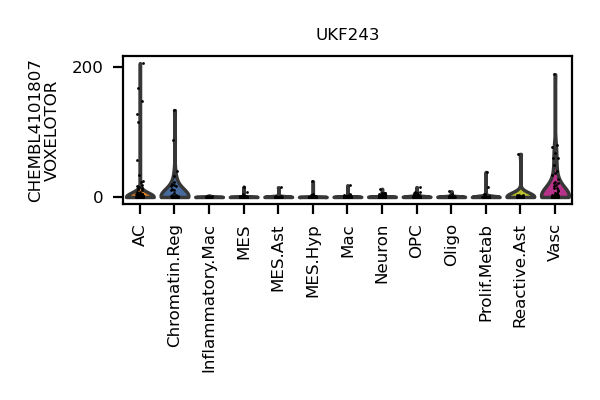 UKF243
CHEMBL4101807
VOXELOTOR
200
0
AC
Chromatin.Reg
Inflammatory.Mac
MES
MES.Ast
MES.Hyp
Mac
Neuron
OPC
Oligo
Prolif.Metab
Reactive.Ast
Vasc